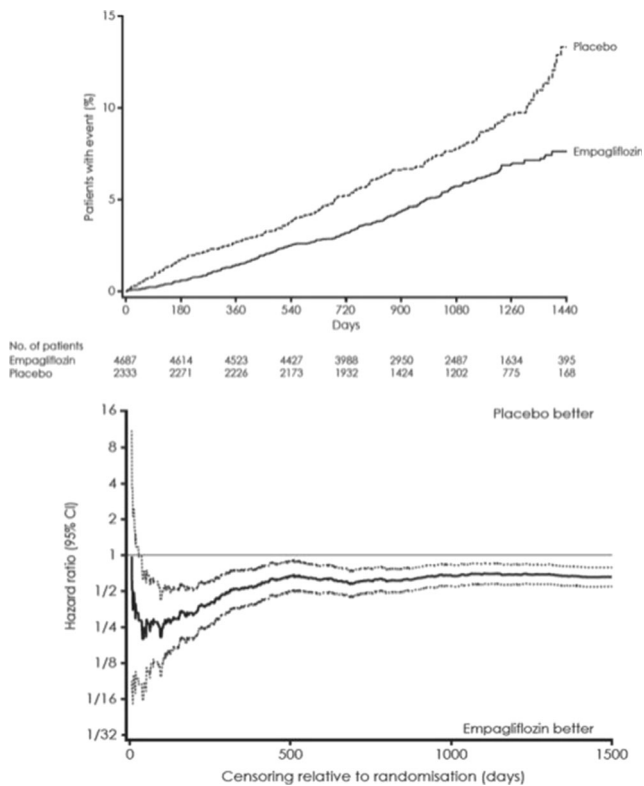 15
10
5
0
Patients with event (%)
Placebo
Empagliflozin
0 180 360 540 720 900 1080 1260 1440
Days
No. of patients
Empagliflozin 4687 4614 4523 4427 3988 2950 2487 1634 395
Placebo 2333 2271 2226 2173 1932 1424 1202 775 168
16
8
4
2
1
1/2
1/4
1/8
1/16
1/32
Hazard ratio (95% CI)
Placebo better
Empagliflozin better
0 500 1000 1500
Censoring relative to randomisation (days)